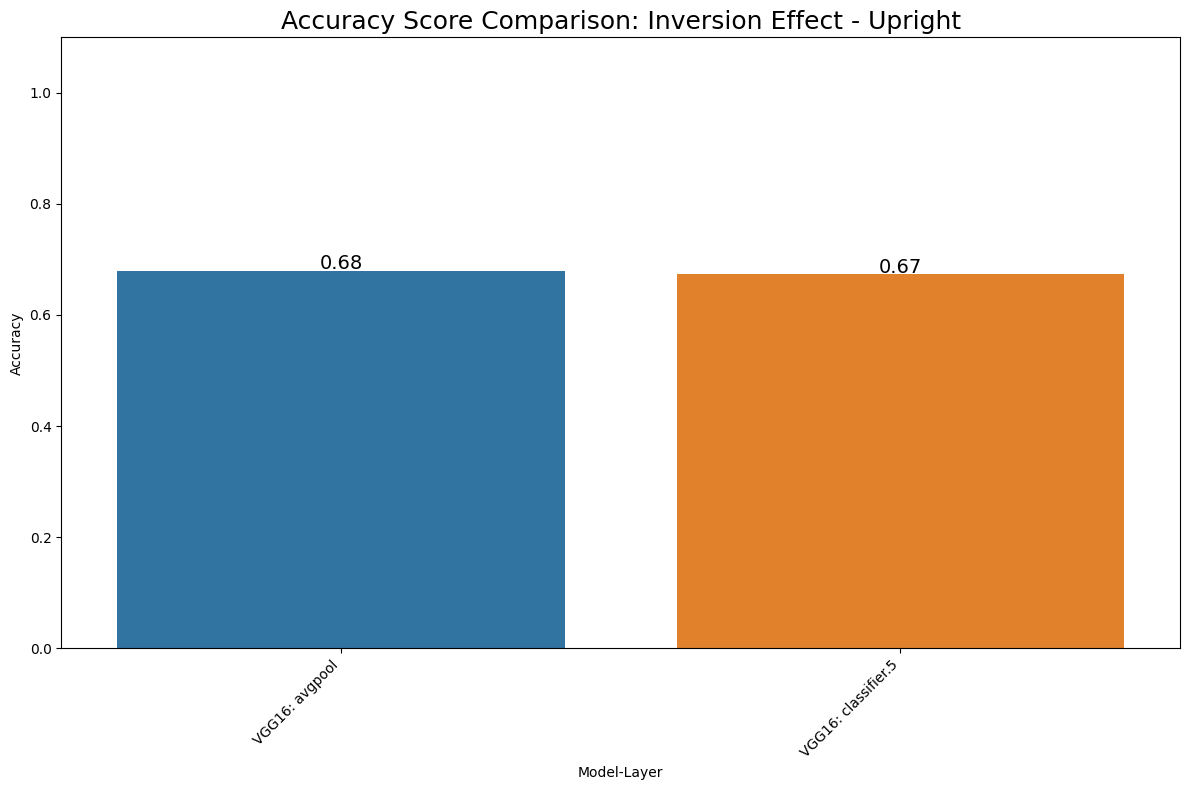 Accuracy Score Comparison: Inversion Effect - Upright
1.0
0.8
0.6
0.4
0.2
0.0
Accuracy
0.68
0.67
VGG16: avgpool
VGG16: classifier.5
Model-Layer